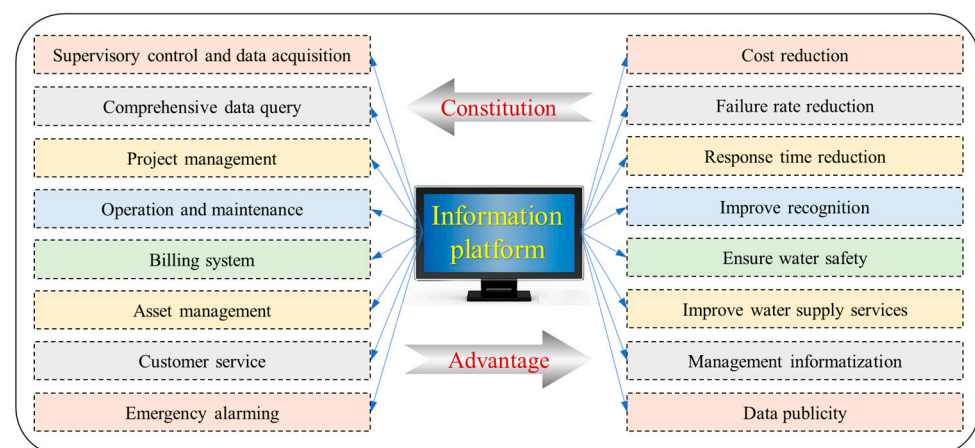 Supervisory control and data acquisition
Comprehensive data query
Project management
Operation and maintenance
Billing system
Asset management
Customer service
Emergency alarming
Constitution
Information
platform
Advantage
Cost reduction
Failure rate reduction
Response time reduction
Improve recognition
Ensure water safety
Improve water supply services
Management informatization
Data publicity